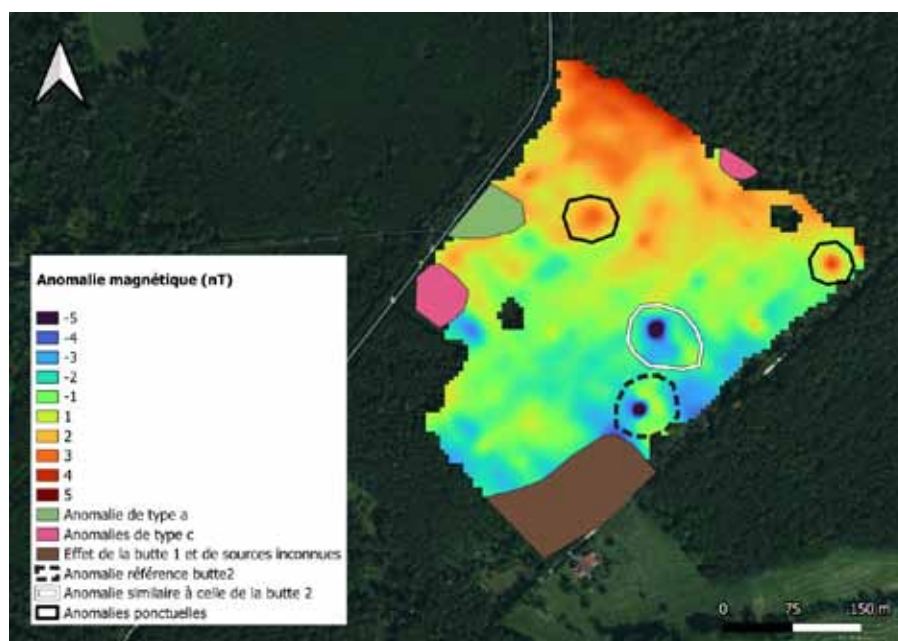 Anomalie magnétique (nT)
-5
-4
-3
-2
-1
1
2
3
4
5
Anomalie de type a
Anomalies de type c
Effet de la butte 1 et de sources inconnues
Anomalie référence butte2
Anomalie similaire à celle de la butte 2
Anomalies ponctuelles
0 75 150 m